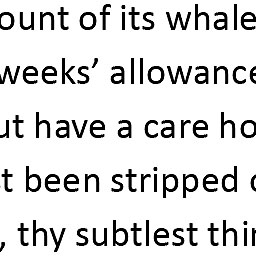 ount of its whale
weeks’ allowance
ut have a care ho
t been stripped
, thy subtlest thi